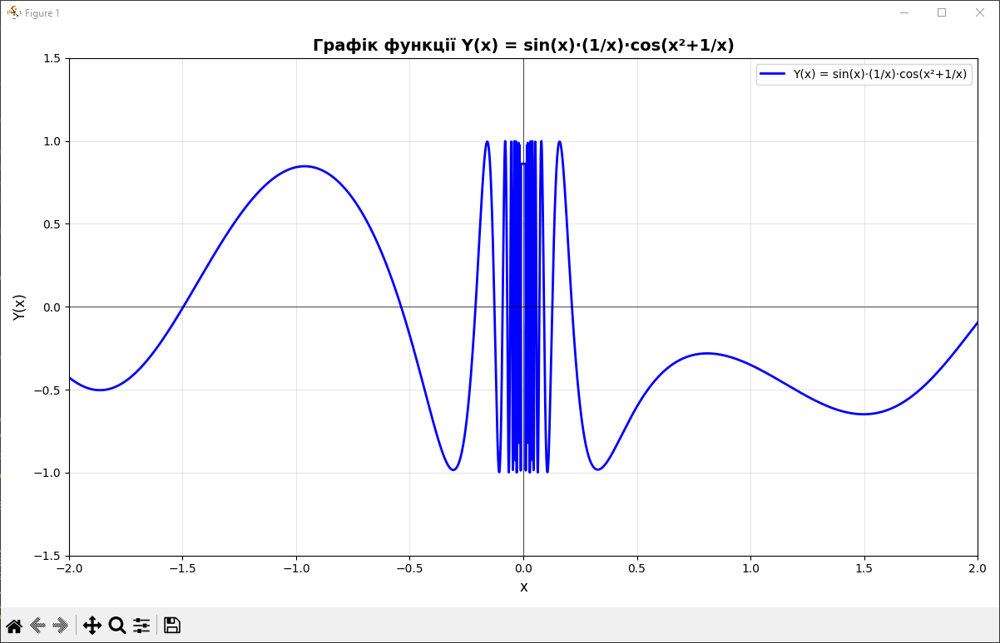 Figure 1
Графік функції Y(x) = sin(x)·(1/x)·cos(x²+1/x)
Y(x) = sin(x)·(1/x)·cos(x²+1/x)
1.5
1.0
0.5
0.0
−0.5
−1.0
−1.5
Y(x)
−2.0 −1.5 −1.0 −0.5 0.0 0.5 1.0 1.5 2.0
x